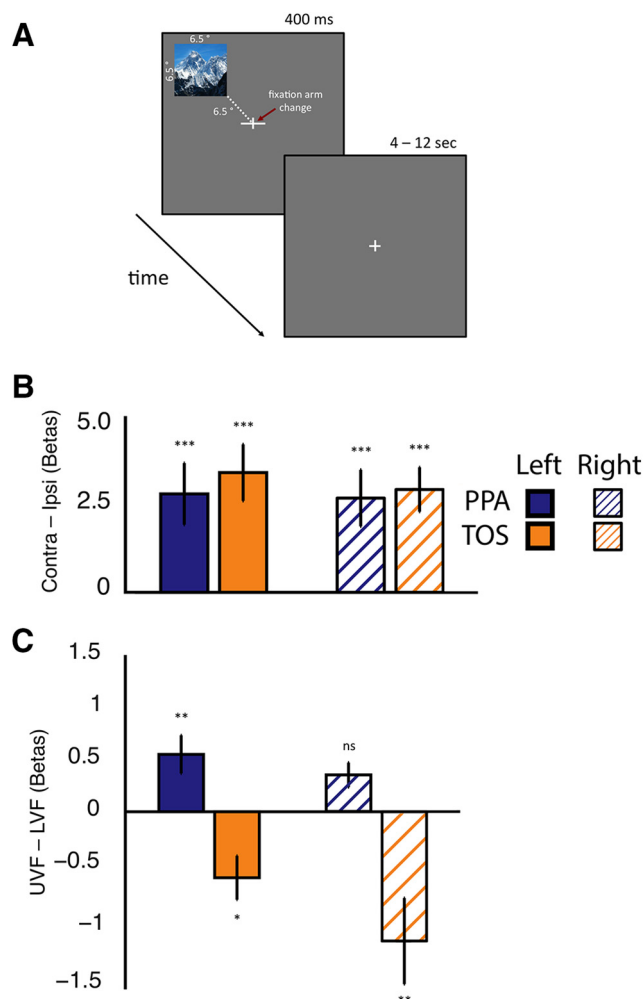 A
400 ms
6.5 °
6.5 °
6.5 °
fixation arm
change
4 – 12 sec
time
B
Contra – Ipsi (Betas)
5.0
2.5
0
***
***
***
***
Left Right
PPA
TOS
C
UVF – LVF (Betas)
1.5
1
0.5
0
−0.5
−1
−1.5
**
*
ns
**